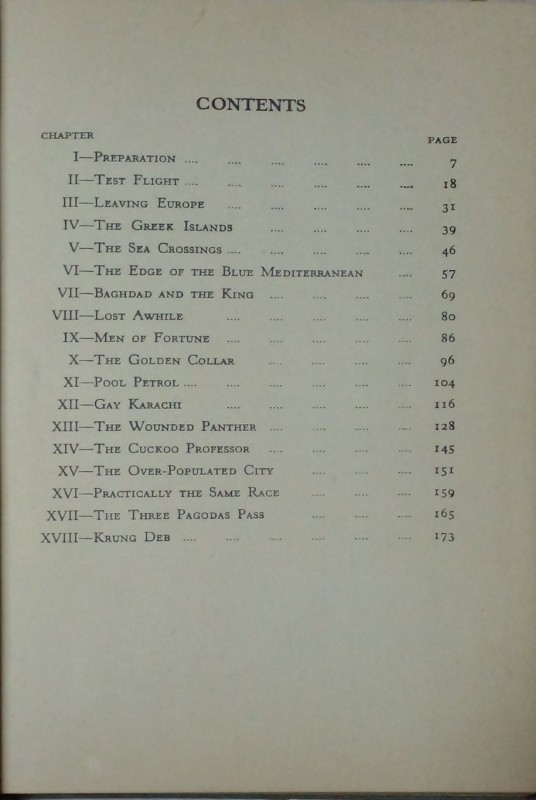 CONTENTS
CHAPTER PAGE
I—Preparation .... .... .... .... .... .... 7
II—Test Flight .... .... .... .... .... .... 18
III—Leaving Europe .... .... .... .... .... 31
IV—The Greek Islands .... .... .... .... 39
V—The Sea Crossings .... .... .... .... .... 46
VI—The Edge of the Blue Mediterranean .... 57
VII—Baghdad and the King .... .... .... .... 69
VIII—Lost Awhile .... .... .... .... .... 80
IX—Men of Fortune .... .... .... .... .... 86
X—The Golden Collar .... .... .... .... 96
XI—Pool Petrol .... .... .... .... .... .... 104
XII—Gay Karachi .... .... .... .... .... 116
XIII—The Wounded Panther .... .... .... .... 128
XIV—The Cuckoo Professor .... .... .... .... 145
XV—The Over-Populated City .... .... .... 151
XVI—Practically the Same Race .... .... .... 159
XVII—The Three Pagodas Pass .... .... .... 165
XVIII—Krung Deb .... .... .... .... .... .... 173